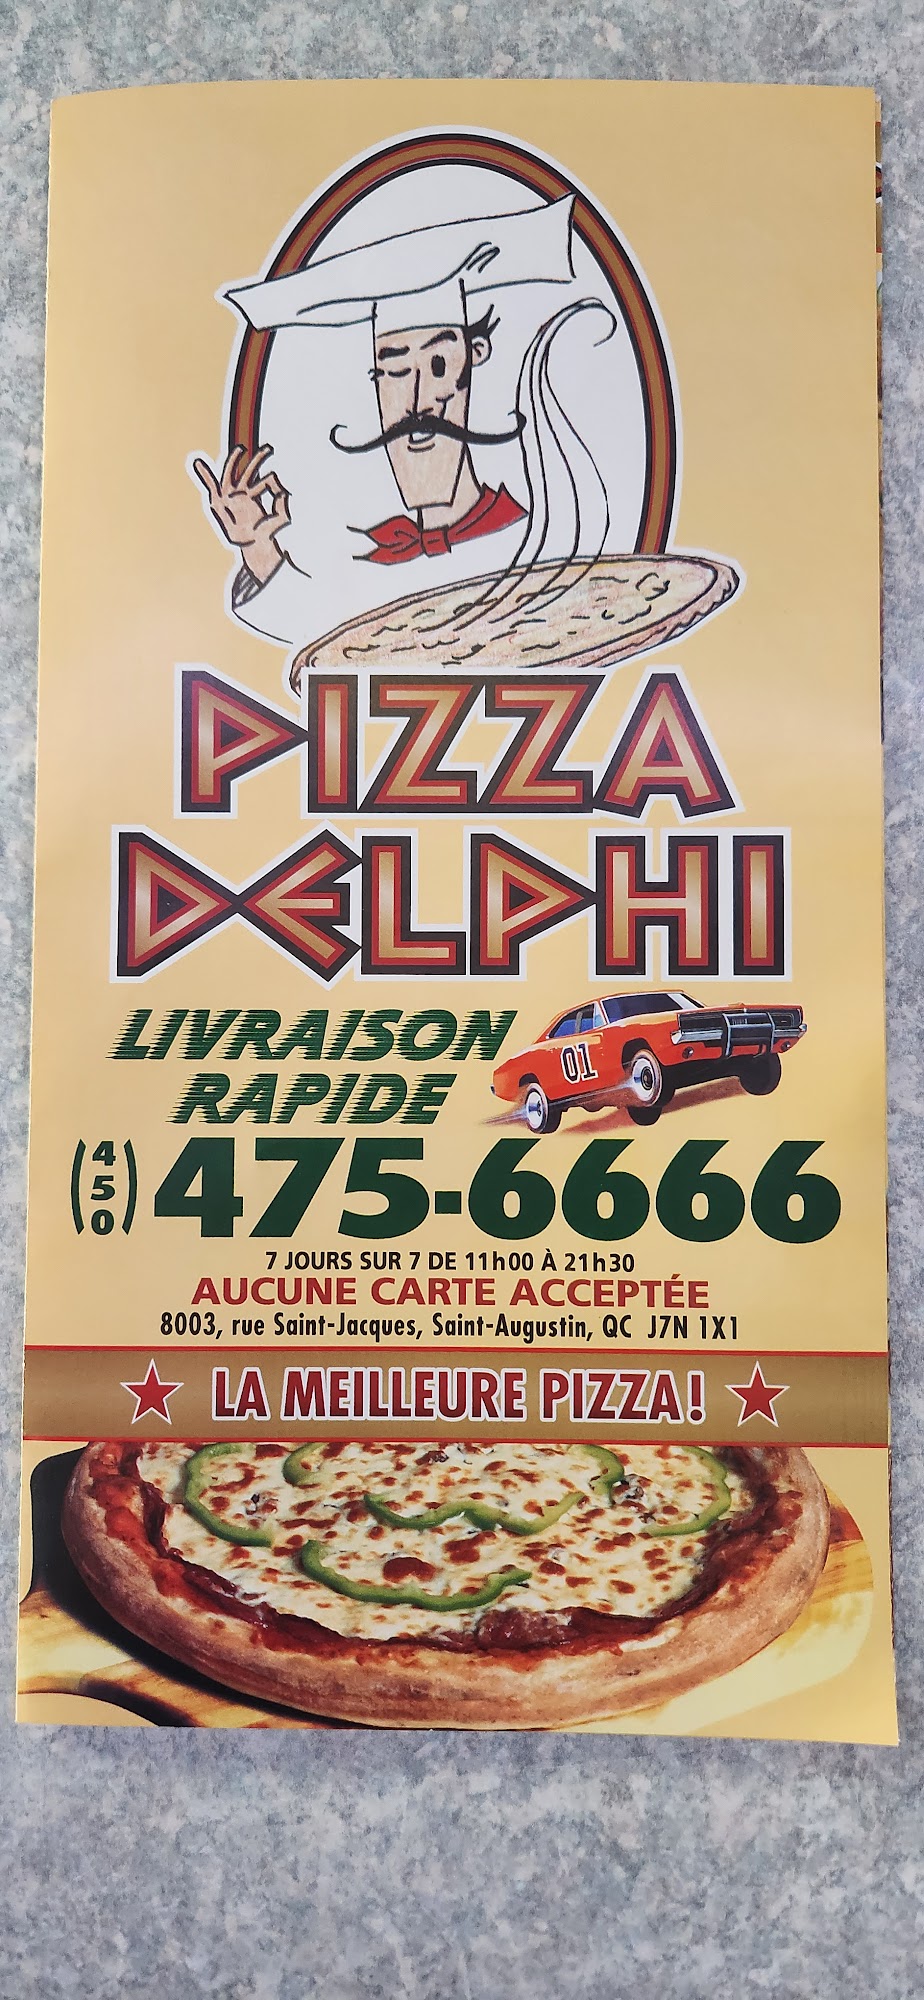 PIZZA
DELPHI
LIVRAISON
RAPIDE
01
(450) 475-6666
7 JOURS SUR 7 DE 11h00 À 21h30
AUCUNE CARTE ACCEPTÉE
8003, rue Saint-Jacques, Saint-Augustin, QC J7N 1X1
LA MEILLEURE PIZZA!